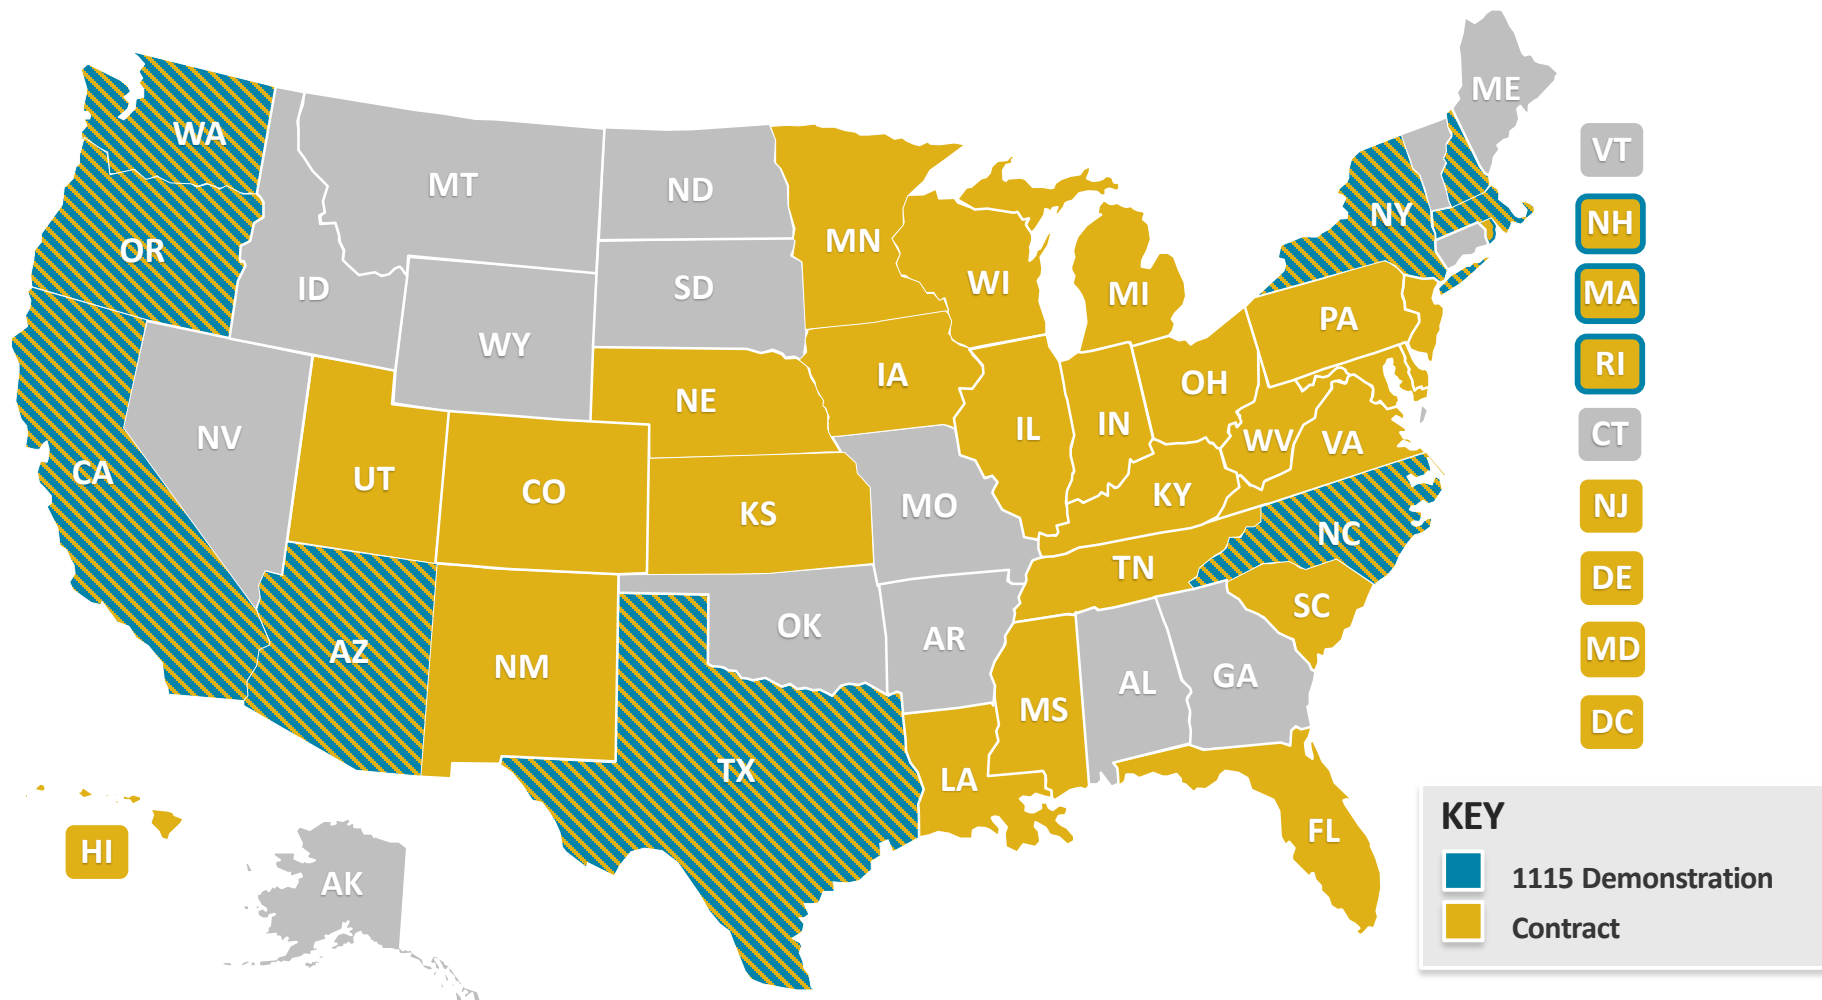 ME
WA
VT
MT
ND
NH
NY
OR
MN
ID
SD
WI
MI
MA
WY
PA
RI
IA
OH
NE
NV
IL
IN
WV
VA
CT
CA
UT
CO
KY
MO
KS
NJ
NC
TN
DE
SC
OK
AR
AZ
NM
AL
GA
MD
MS
DC
TX
LA
FL
HI
AK
KEY
1115 Demonstration
Contract